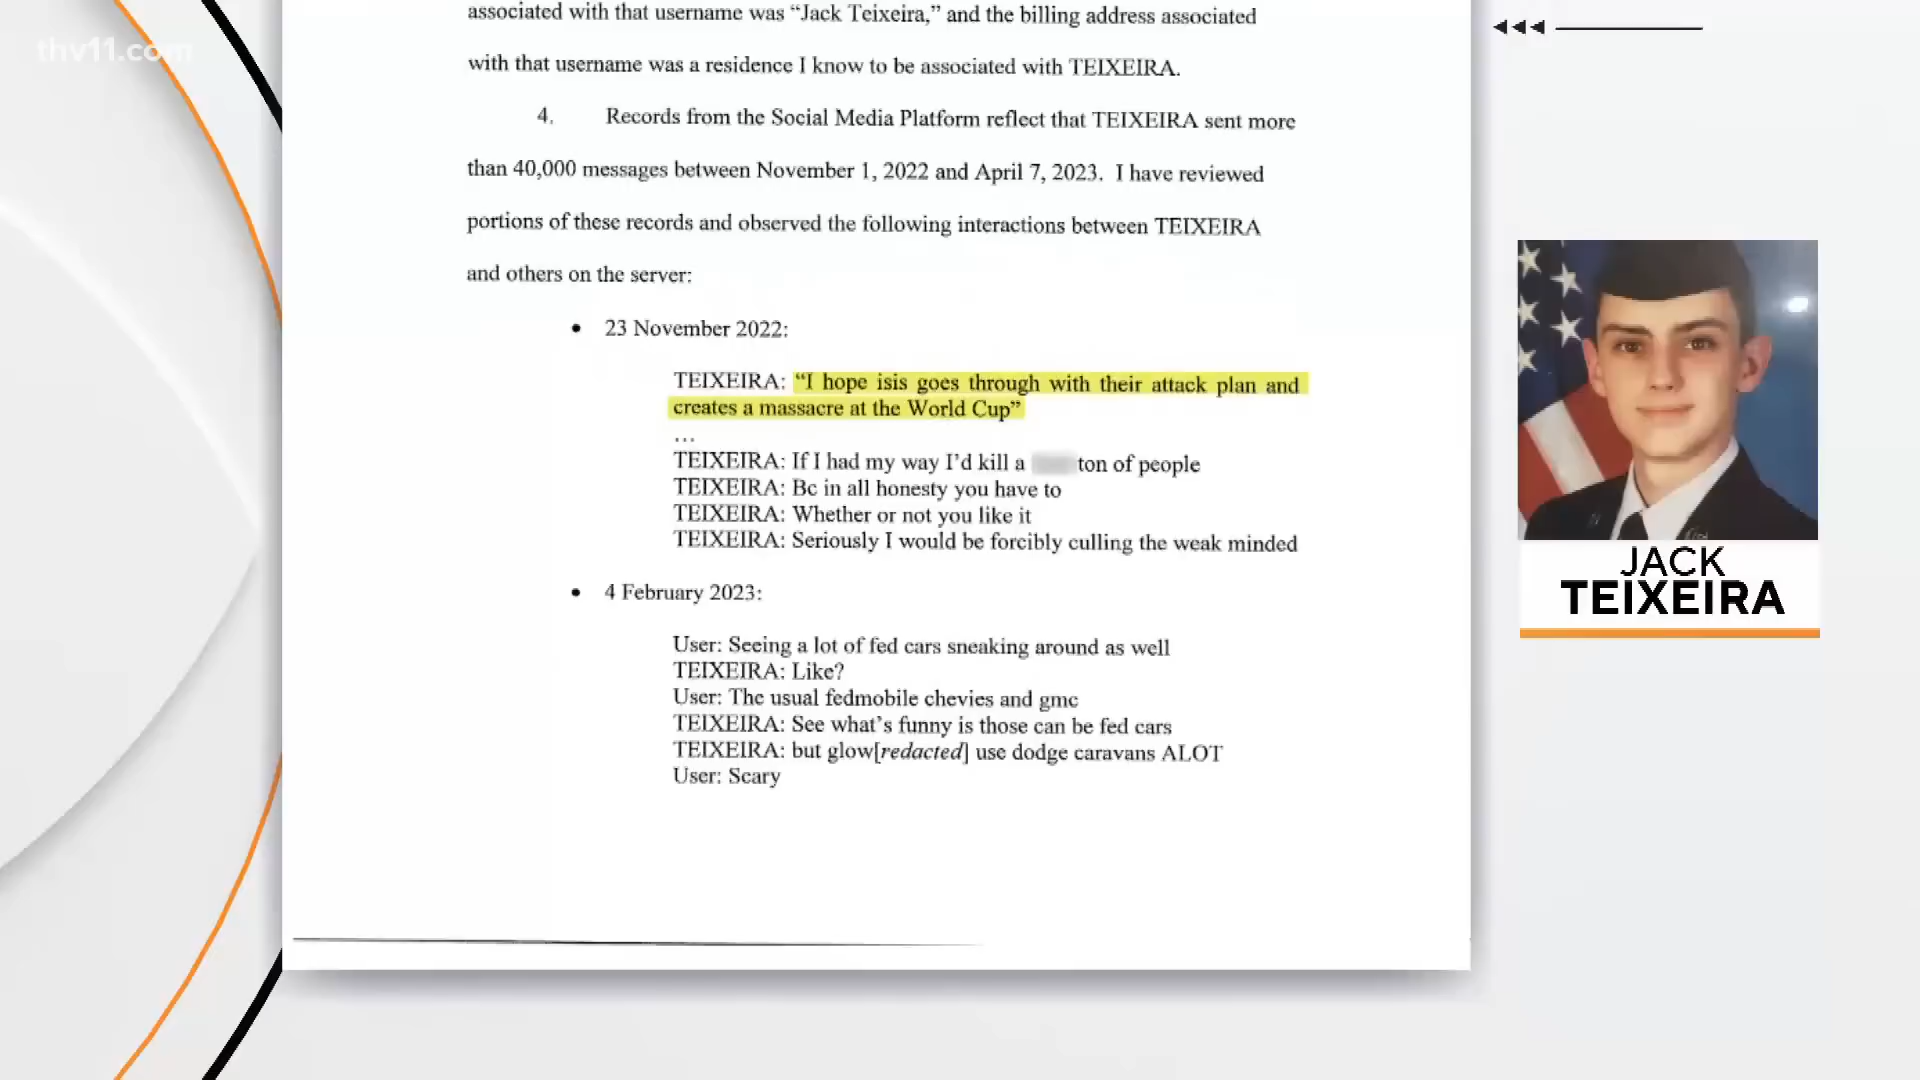 thv11.com
associated with that username was “Jack Teixeira,” and the billing address associated
with that username was a residence I know to be associated with TEIXEIRA.
4. Records from the Social Media Platform reflect that TEIXEIRA sent more
than 40,000 messages between November 1, 2022 and April 7, 2023. I have reviewed
portions of these records and observed the following interactions between TEIXEIRA
and others on the server:
• 23 November 2022:
TEIXEIRA: “I hope isis goes through with their attack plan and
creates a massacre at the World Cup”
…
TEIXEIRA: If I had my way I’d kill a ton of people
TEIXEIRA: Bc in all honesty you have to
TEIXEIRA: Whether or not you like it
TEIXEIRA: Seriously I would be forcibly culling the weak minded
• 4 February 2023:
User: Seeing a lot of fed cars sneaking around as well
TEIXEIRA: Like?
User: The usual fedmobile chevies and gmc
TEIXEIRA: See what’s funny is those can be fed cars
TEIXEIRA: but glow[redacted] use dodge caravans ALOT
User: Scary
JACK
TEIXEIRA